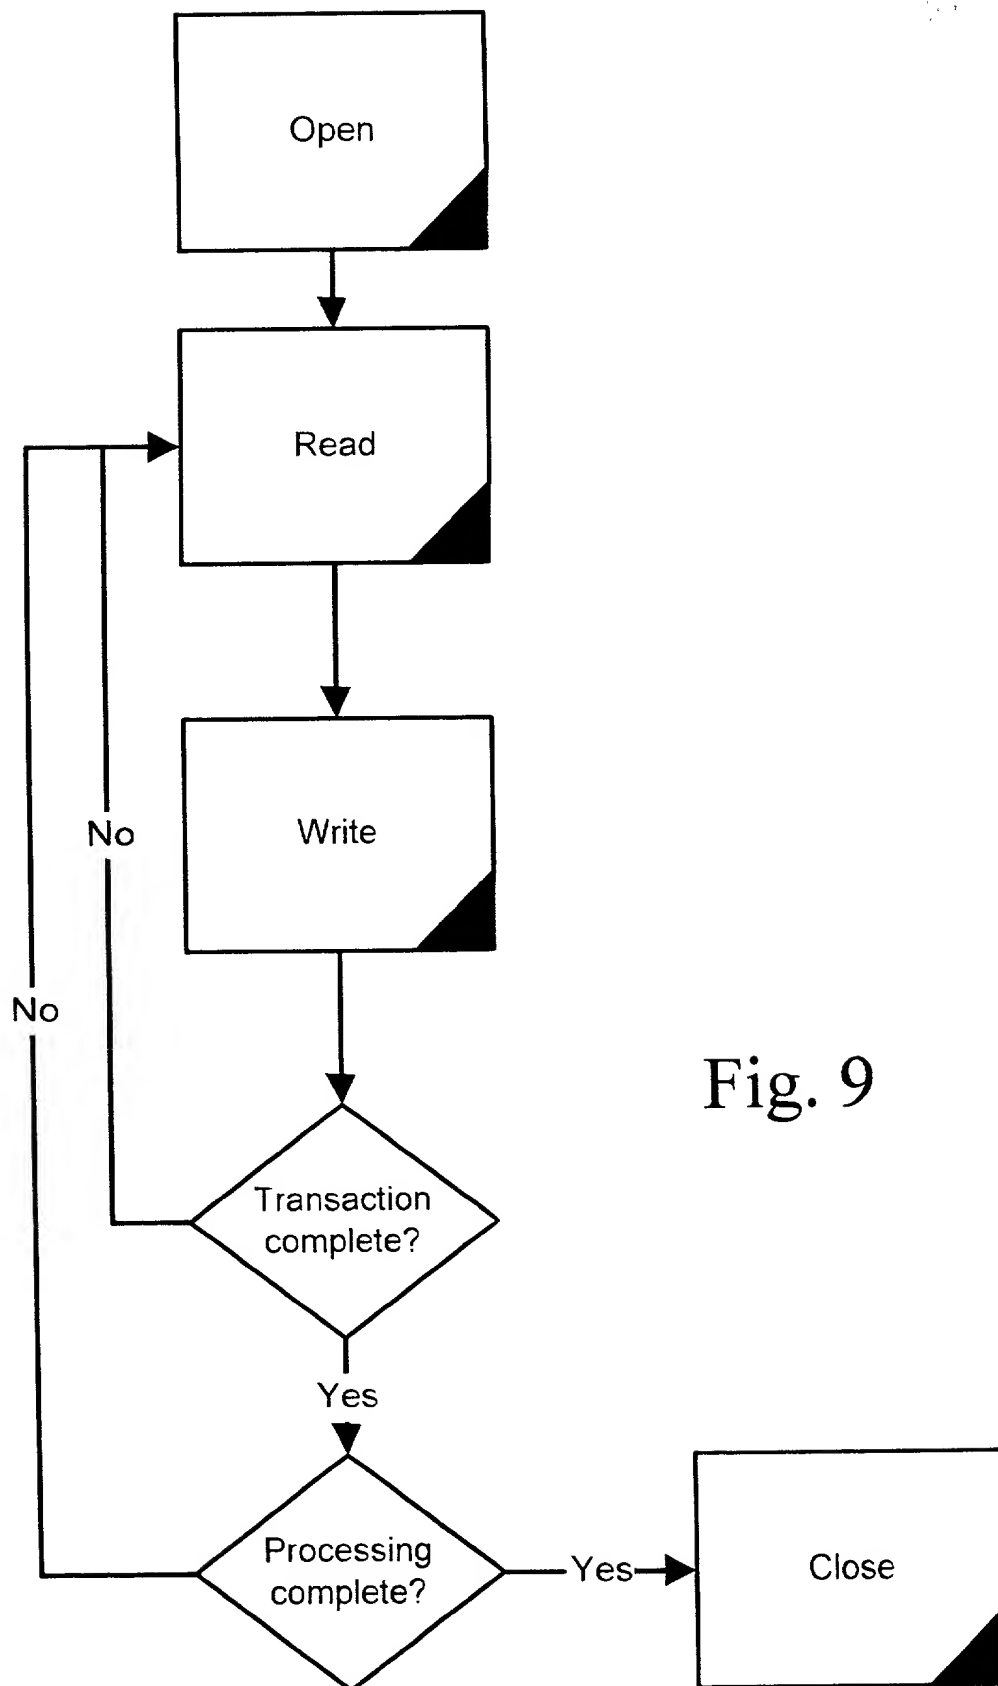 Open
Read
Write
No
No
Fig. 9
Transaction
complete?
Yes
Processing
complete?
Yes
Close